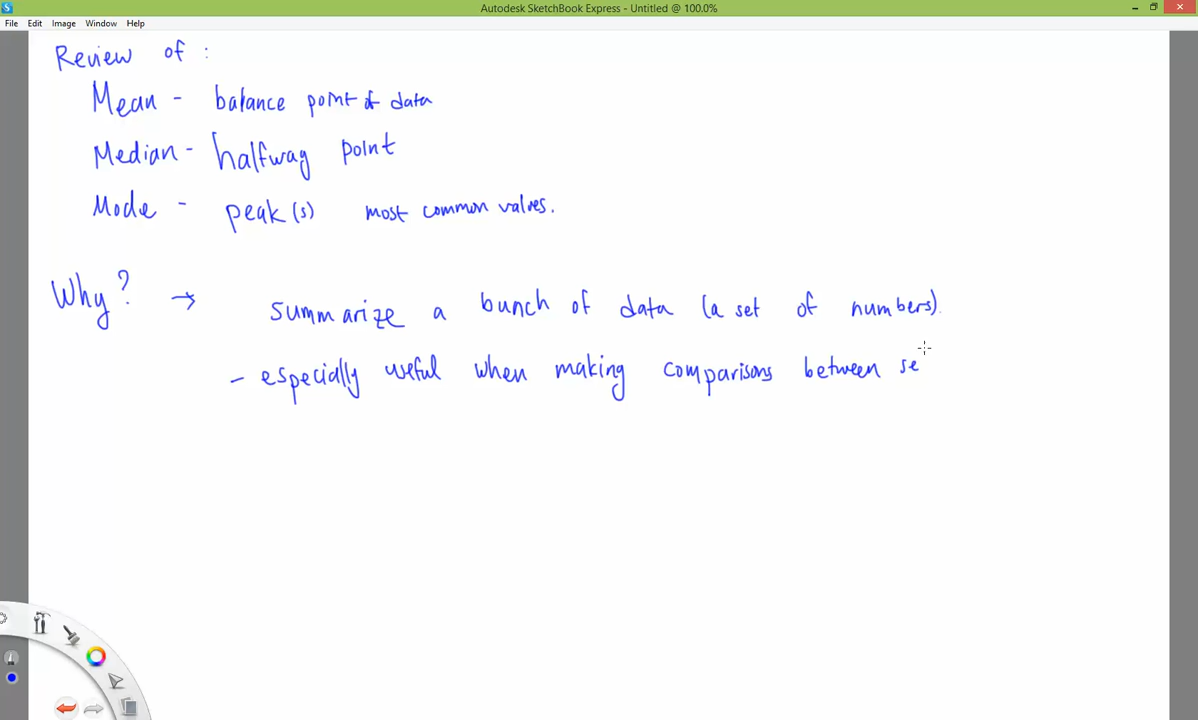 Autodesk SketchBook Express - Untitled @ 100.0%
File Edit Image Window Help
Review of :
Mean - balance point of data
Median - halfway point
Mode - peak(s) most common values.
Why? → summarize a bunch of data (a set of numbers).
- especially useful when making comparisons between se